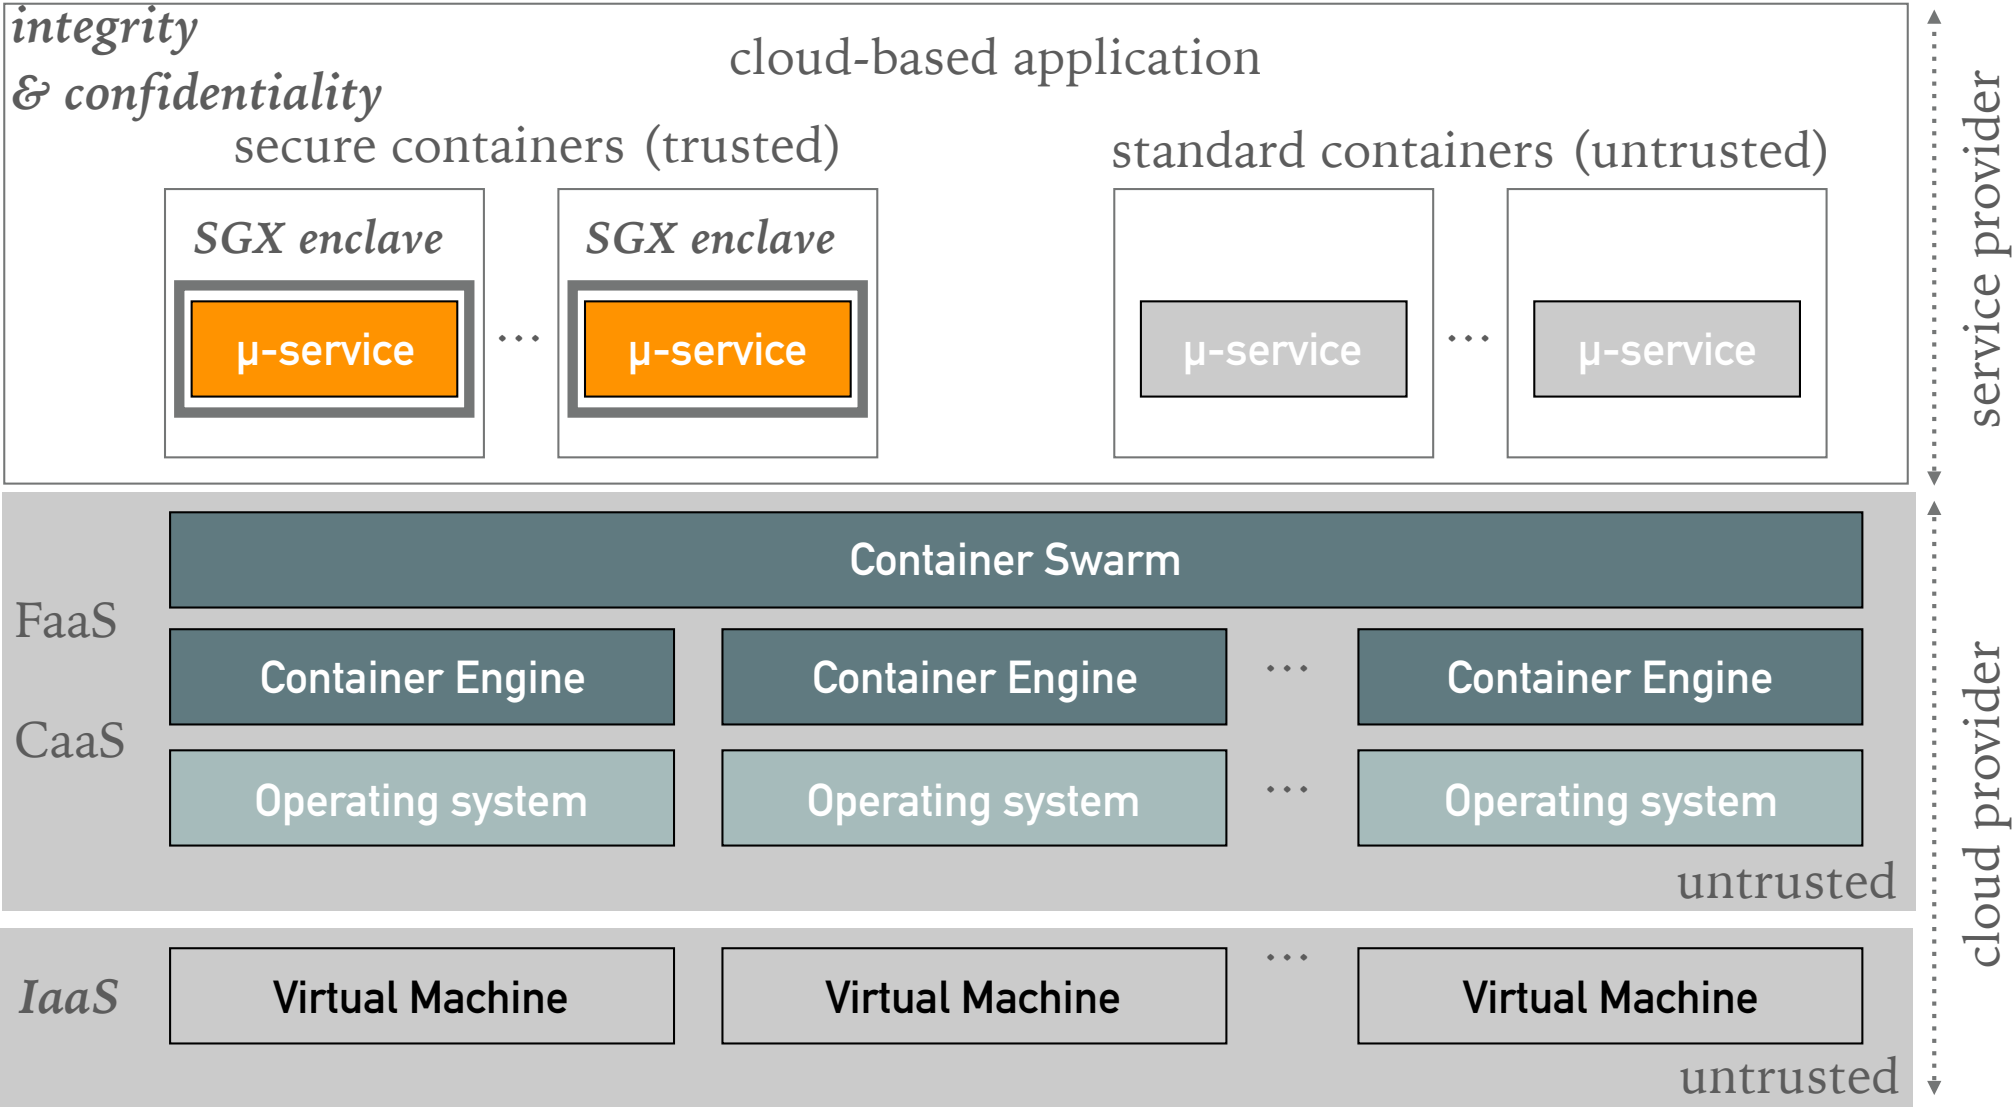 integrity
& confidentiality
cloud-based application
secure containers (trusted)
standard containers (untrusted)
SGX enclave
SGX enclave
μ-service
...
μ-service
μ-service
...
μ-service
service provider
Container Swarm
FaaS
Container Engine
Container Engine
...
Container Engine
CaaS
Operating system
Operating system
...
Operating system
untrusted
cloud provider
IaaS
Virtual Machine
Virtual Machine
...
Virtual Machine
untrusted